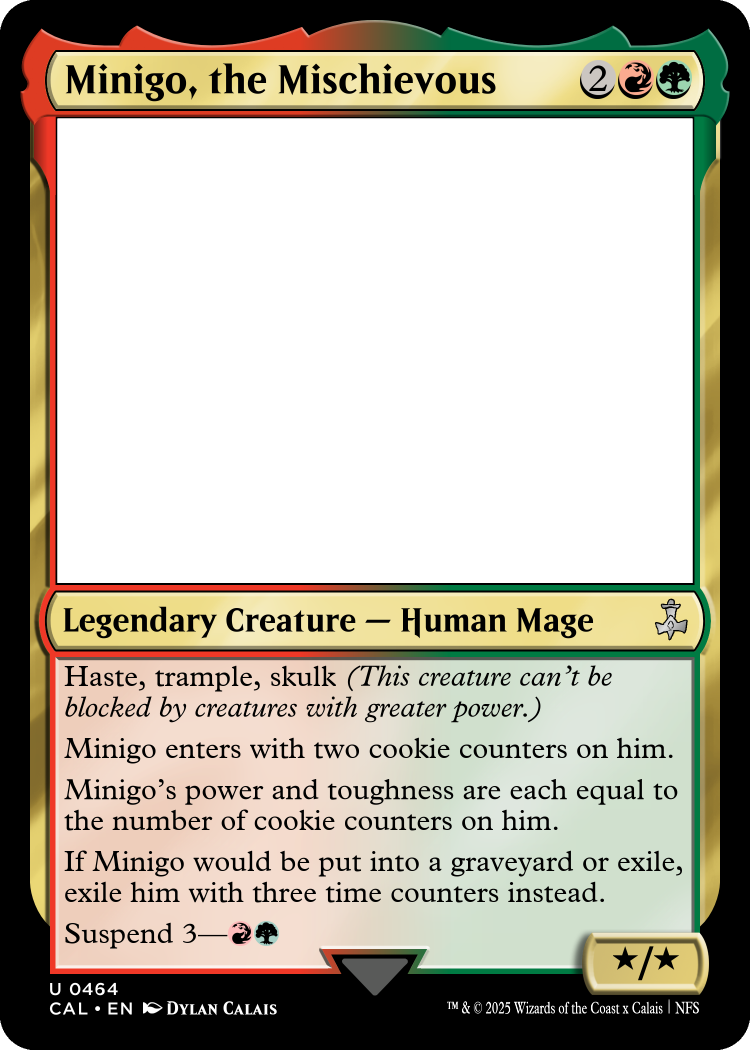 Minigo, the Mischievous 2
Legendary Creature — Human Mage
Haste, trample, skulk (This creature can't be
blocked by creatures with greater power.)
Minigo enters with two cookie counters on him.
Minigo's power and toughness are each equal to
the number of cookie counters on him.
If Minigo would be put into a graveyard or exile,
exile him with three time counters instead.
Suspend 3—
★/★
U 0464
CAL • EN DYLAN CALAIS
™ & © 2025 Wizards of the Coast x Calais | NFS